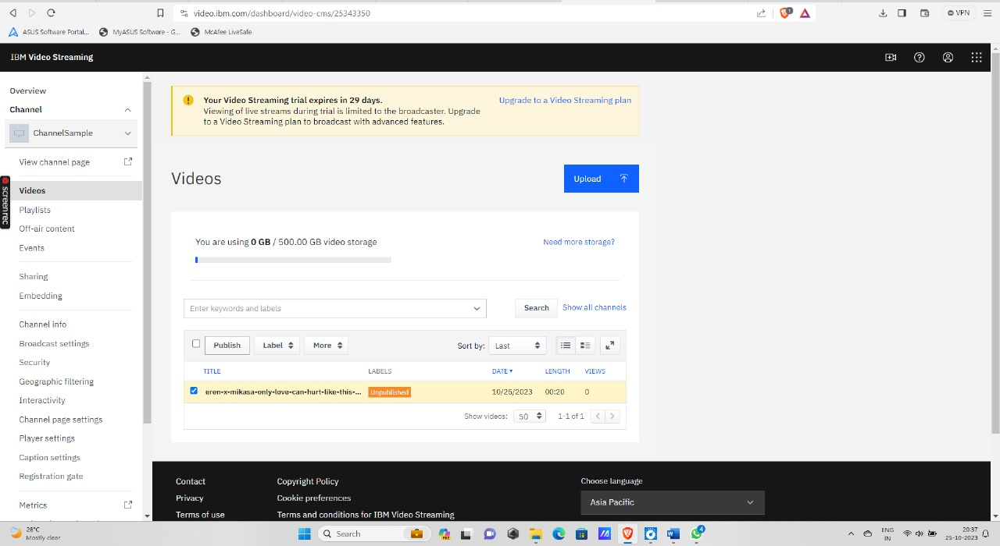 video.ibm.com/dashboard/video-cms/25343350
1
VPN
ASUS Software Portal...
MyASUS Software - G...
McAfee LiveSafe
IBM Video Streaming
Overview
Channel
ChannelSample
View channel page
Videos
Playlists
Off-air content
Events
Sharing
Embedding
Channel info
Broadcast settings
Security
Geographic filtering
Interactivity
Channel page settings
Player settings
Caption settings
Registration gate
Metrics
screenrec
Your Video Streaming trial expires in 29 days.
Upgrade to a Video Streaming plan
Viewing of live streams during trial is limited to the broadcaster. Upgrade
to a Video Streaming plan to broadcast with advanced features.
Videos
Upload
You are using 0 GB / 500.00 GB video storage
Need more storage?
Enter keywords and labels
Search
Show all channels
Publish
Label
More
Sort by:
Last
TITLE
LABELS
DATE
LENGTH
VIEWS
eren-x-mikasa-only-love-can-hurt-like-this-...
Unpublished
10/25/2023
00:20
0
Show videos:
50
1-1 of 1
Contact
Copyright Policy
Choose language
Privacy
Cookie preferences
Asia Pacific
Terms of use
Terms and conditions for IBM Video Streaming
28°C
Mostly clear
Search
4
ENG
IN
20:37
25-10-2023